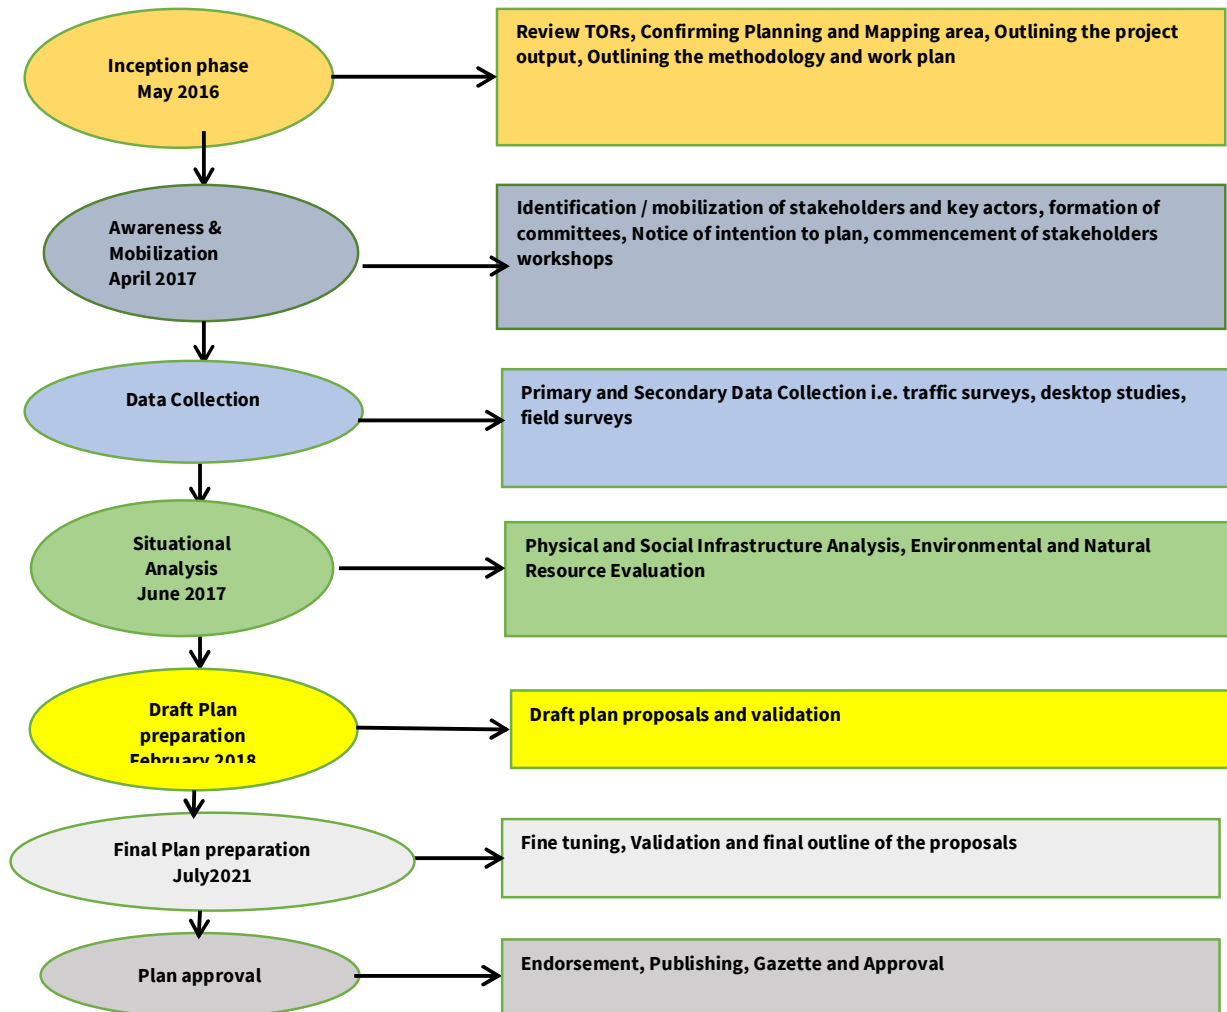 Inception phase
May 2016
Review TORs, Confirming Planning and Mapping area, Outlining the project
output, Outlining the methodology and work plan
Awareness &
Mobilization
April 2017
Identification / mobilization of stakeholders and key actors, formation of
committees, Notice of intention to plan, commencement of stakeholders
workshops
Data Collection
Primary and Secondary Data Collection i.e. traffic surveys, desktop studies,
field surveys
Situational
Analysis
June 2017
Physical and Social Infrastructure Analysis, Environmental and Natural
Resource Evaluation
Draft Plan
preparation
February 2018
Draft plan proposals and validation
Final Plan preparation
July2021
Fine tuning, Validation and final outline of the proposals
Plan approval
Endorsement, Publishing, Gazette and Approval